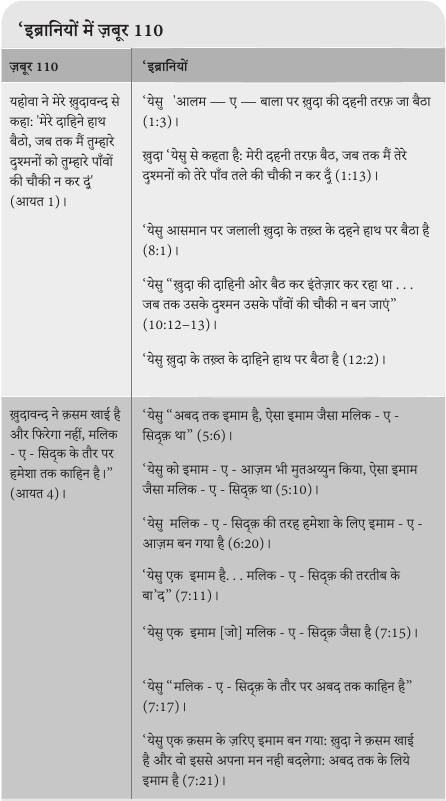 ‘इब्रानियों में ज़बूर 110
ज़बूर 110
‘इब्रानियों
यहोवा ने मेरे ख़ुदावन्द से
कहा: 'मेरे दाहिने हाथ
बैठो, जब तक मैं तुम्हारे
दुश्मनों को तुम्हारे पाँवों
की चौकी न कर दूं'
(आयत 1)।
‘येसु 'आलम — ए — बाला पर ख़ुदा की दहनी तरफ़ जा बैठा
(1:3)।
ख़ुदा ‘येसु से कहता है: मेरी दहनी तरफ़ बैठ, जब तक मैं तेरे
दुश्मनों को तेरे पाँव तले की चौकी न कर दूँ (1:13)।
‘येसु आसमान पर जलाली ख़ुदा के तख़्त के दहने हाथ पर बैठा है
(8:1)।
‘येसु “ख़ुदा की दाहिनी ओर बैठ कर इंतेज़ार कर रहा था . . .
जब तक उसके दुश्मन उसके पाँवों की चौकी न बन जाएं”
(10:12–13)।
‘येसु ख़ुदा के तख़्त के दाहिने हाथ पर बैठा है (12:2)।
ख़ुदावन्द ने क़सम खाई है
और फिरेगा नहीं, मलिक
- ए - सिद्क के तौर पर
हमेशा तक काहिन है।”
(आयत 4)।
‘येसु “अबद तक इमाम है, ऐसा इमाम जैसा मलिक - ए -
सिद्क़ था” (5:6)।
‘येसु को इमाम - ए - आज़म भी मुतअय्युन किया, ऐसा इमाम
जैसा मलिक - ए - सिद्क़ था (5:10)।
‘येसु मलिक - ए - सिद्क़ की तरह हमेशा के लिए इमाम - ए -
आज़म बन गया है (6:20)।
‘येसु एक इमाम है. . . मलिक - ए - सिद्क़ की तरतीब के
बा’द” (7:11)।
‘येसु एक इमाम [जो] मलिक - ए - सिद्क़ जैसा है (7:15)।
‘येसु “मलिक - ए - सिद्क़ के तौर पर अबद तक काहिन है”
(7:17)।
‘येसु एक क़सम के ज़रिए इमाम बन गया: ख़ुदा ने क़सम खाई
है और वो इससे अपना मन नही बदलेगा: अबद तक के लिये
इमाम है (7:21)।